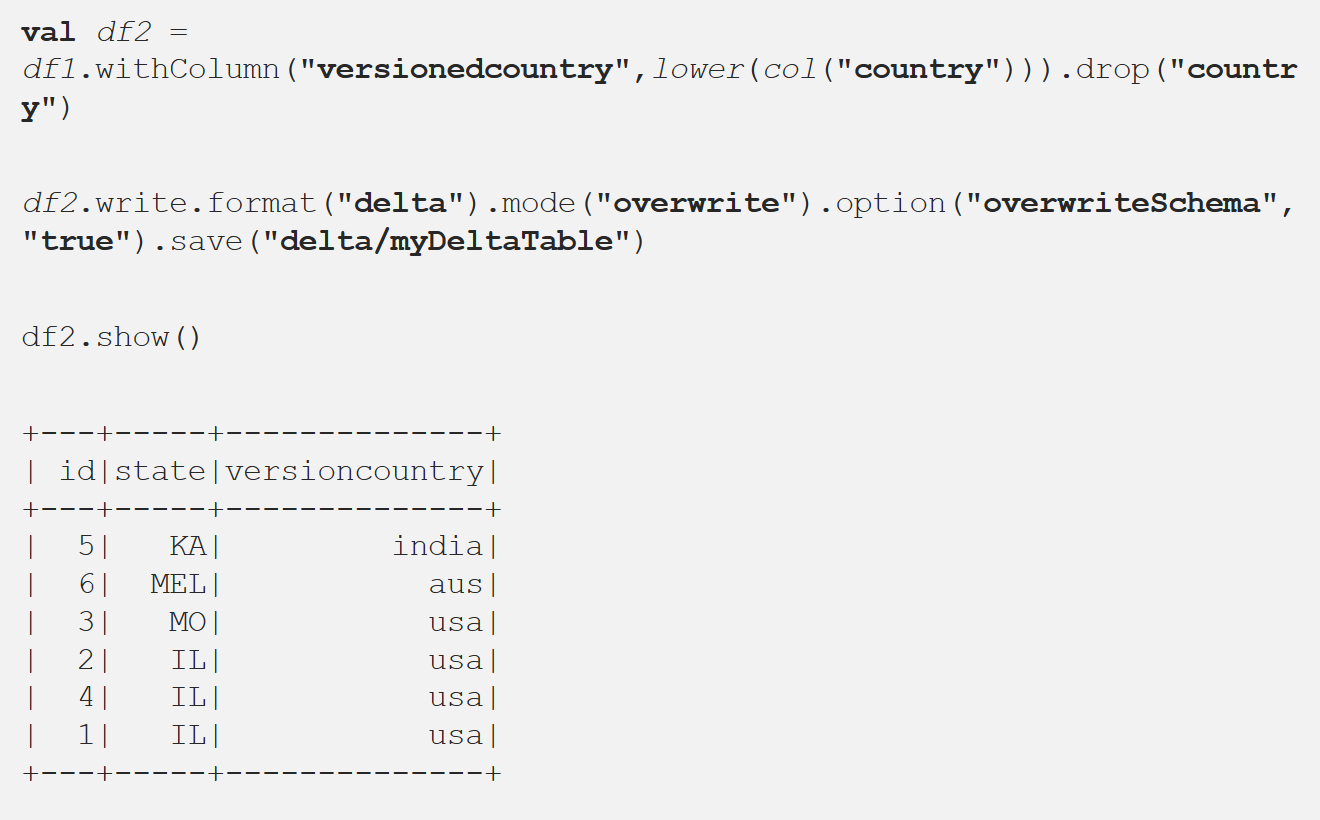 val df2 =
df1.withColumn("versionedcountry",lower(col("country"))).drop("countr
y")
df2.write.format("delta").mode("overwrite").option("overwriteSchema",
"true").save("delta/myDeltaTable")
df2.show()
+---+-----+--------------+
| id|state|versioncountry|
+---+-----+--------------+
|  5|   KA|         india|
|  6|  MEL|           aus|
|  3|   MO|           usa|
|  2|   IL|           usa|
|  4|   IL|           usa|
|  1|   IL|           usa|
+---+-----+--------------+